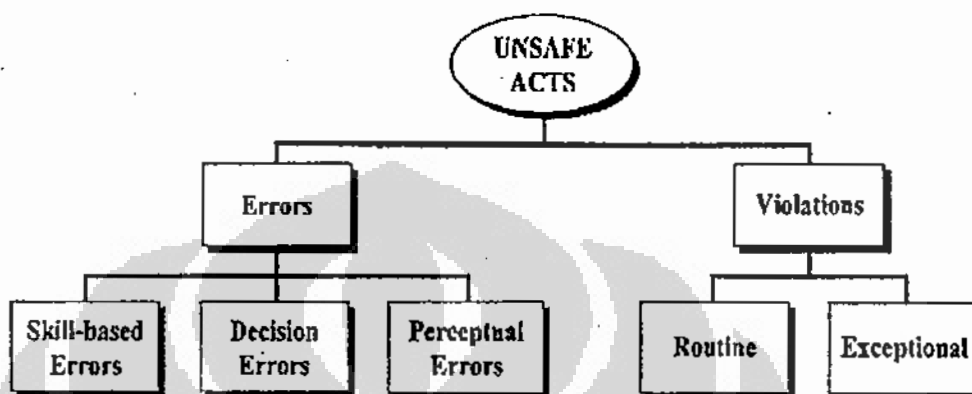 UNSAFE
ACTS
Errors
Violations
Skill-based
Errors
Decision
Errors
Perceptual
Errors
Routine
Exceptional